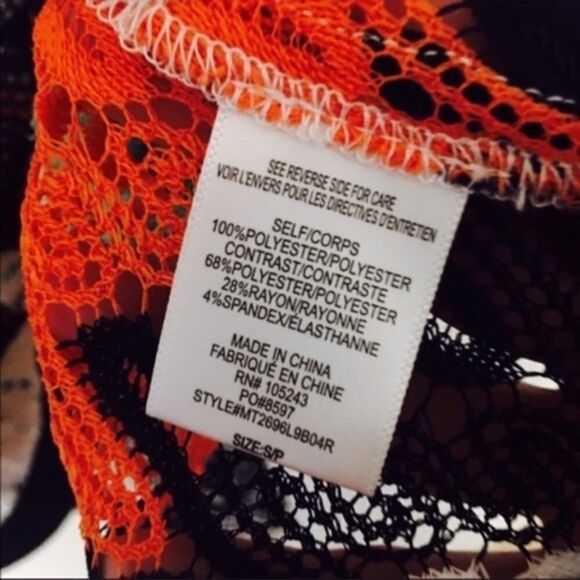 SEE REVERSE SIDE FOR CARE
VOIR L'ENVERS POUR LES DIRECTIVES D'ENTRETIEN
SELF/CORPS
100%POLYESTER/POLYESTER
CONTRAST/CONTRASTE
68%POLYESTER/POLYESTER
28%RAYON/RAYONNE
4%SPANDEX/ÉLASTHANNE
MADE IN CHINA
FABRIQUÉ EN CHINE
RN# 105243
PO#8597
STYLE#MT2696L9B04R
SIZE:S/P